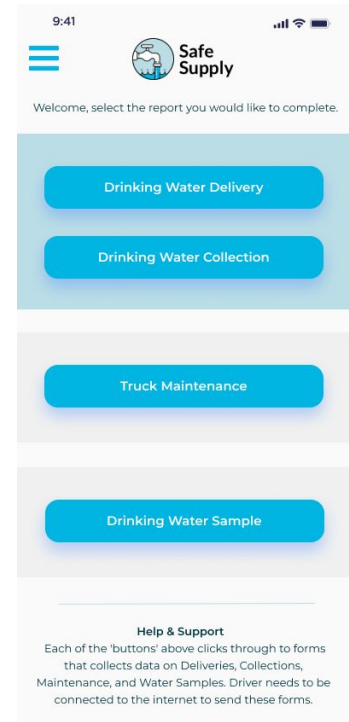 9:41
Safe
Supply
Welcome, select the report you would like to complete.
Drinking Water Delivery
Drinking Water Collection
Truck Maintenance
Drinking Water Sample
Help & Support
Each of the 'buttons' above clicks through to forms
that collects data on Deliveries, Collections,
Maintenance, and Water Samples. Driver needs to be
connected to the internet to send these forms.